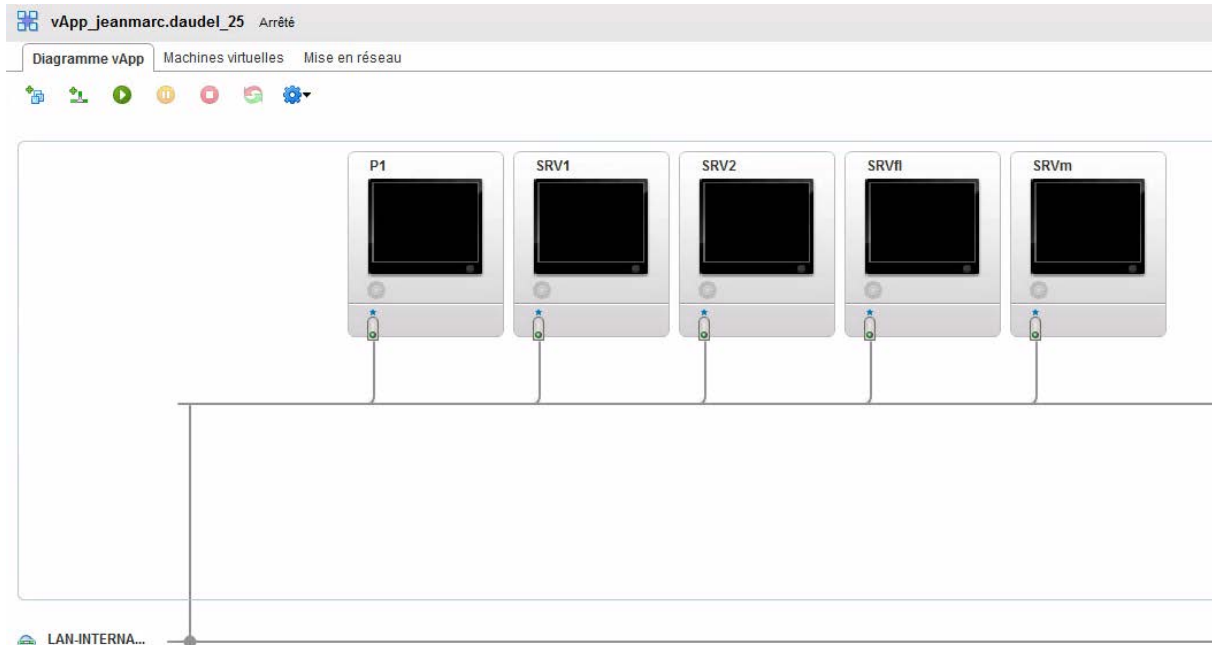 vApp_jeanmarc.daudel_25 Arrêté
Diagramme vApp Machines virtuelles Mise en réseau
P1 SRV1 SRV2 SRVfl SRVm
LAN-INTERNA...